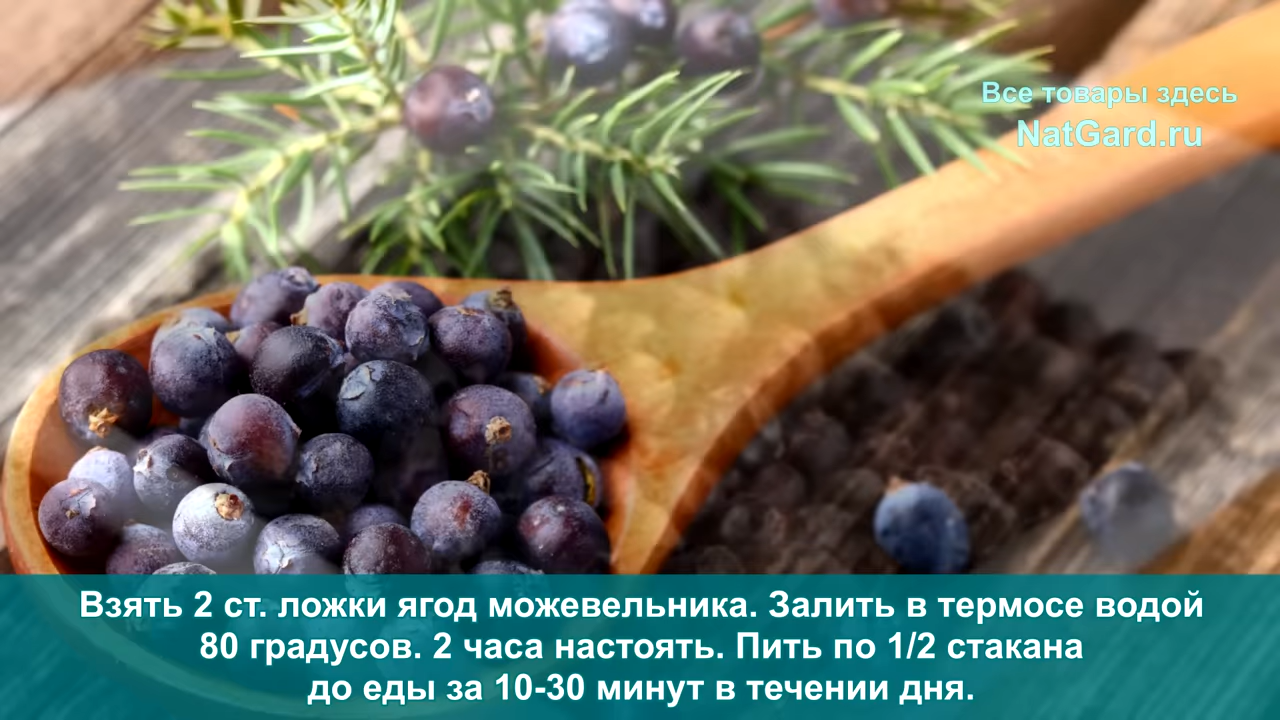 Все товары здесь
NatGard.ru
Взять 2 ст. ложки ягод можевельника. Залить в термосе водой
80 градусов. 2 часа настоять. Пить по 1/2 стакана
до еды за 10-30 минут в течении дня.